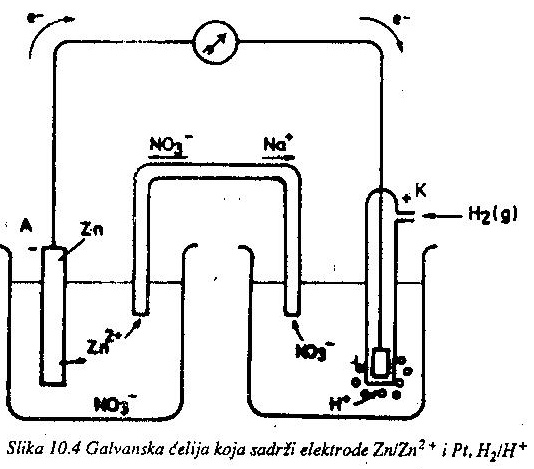 e-
e-
NO3- Na+
+ K
H2(g)
A
- Zn
Zn2+
NO3-
NO3-
H+
Slika 10.4 Galvanska ćelija koja sadrži elektrode Zn/Zn2+ i Pt, H2/H+